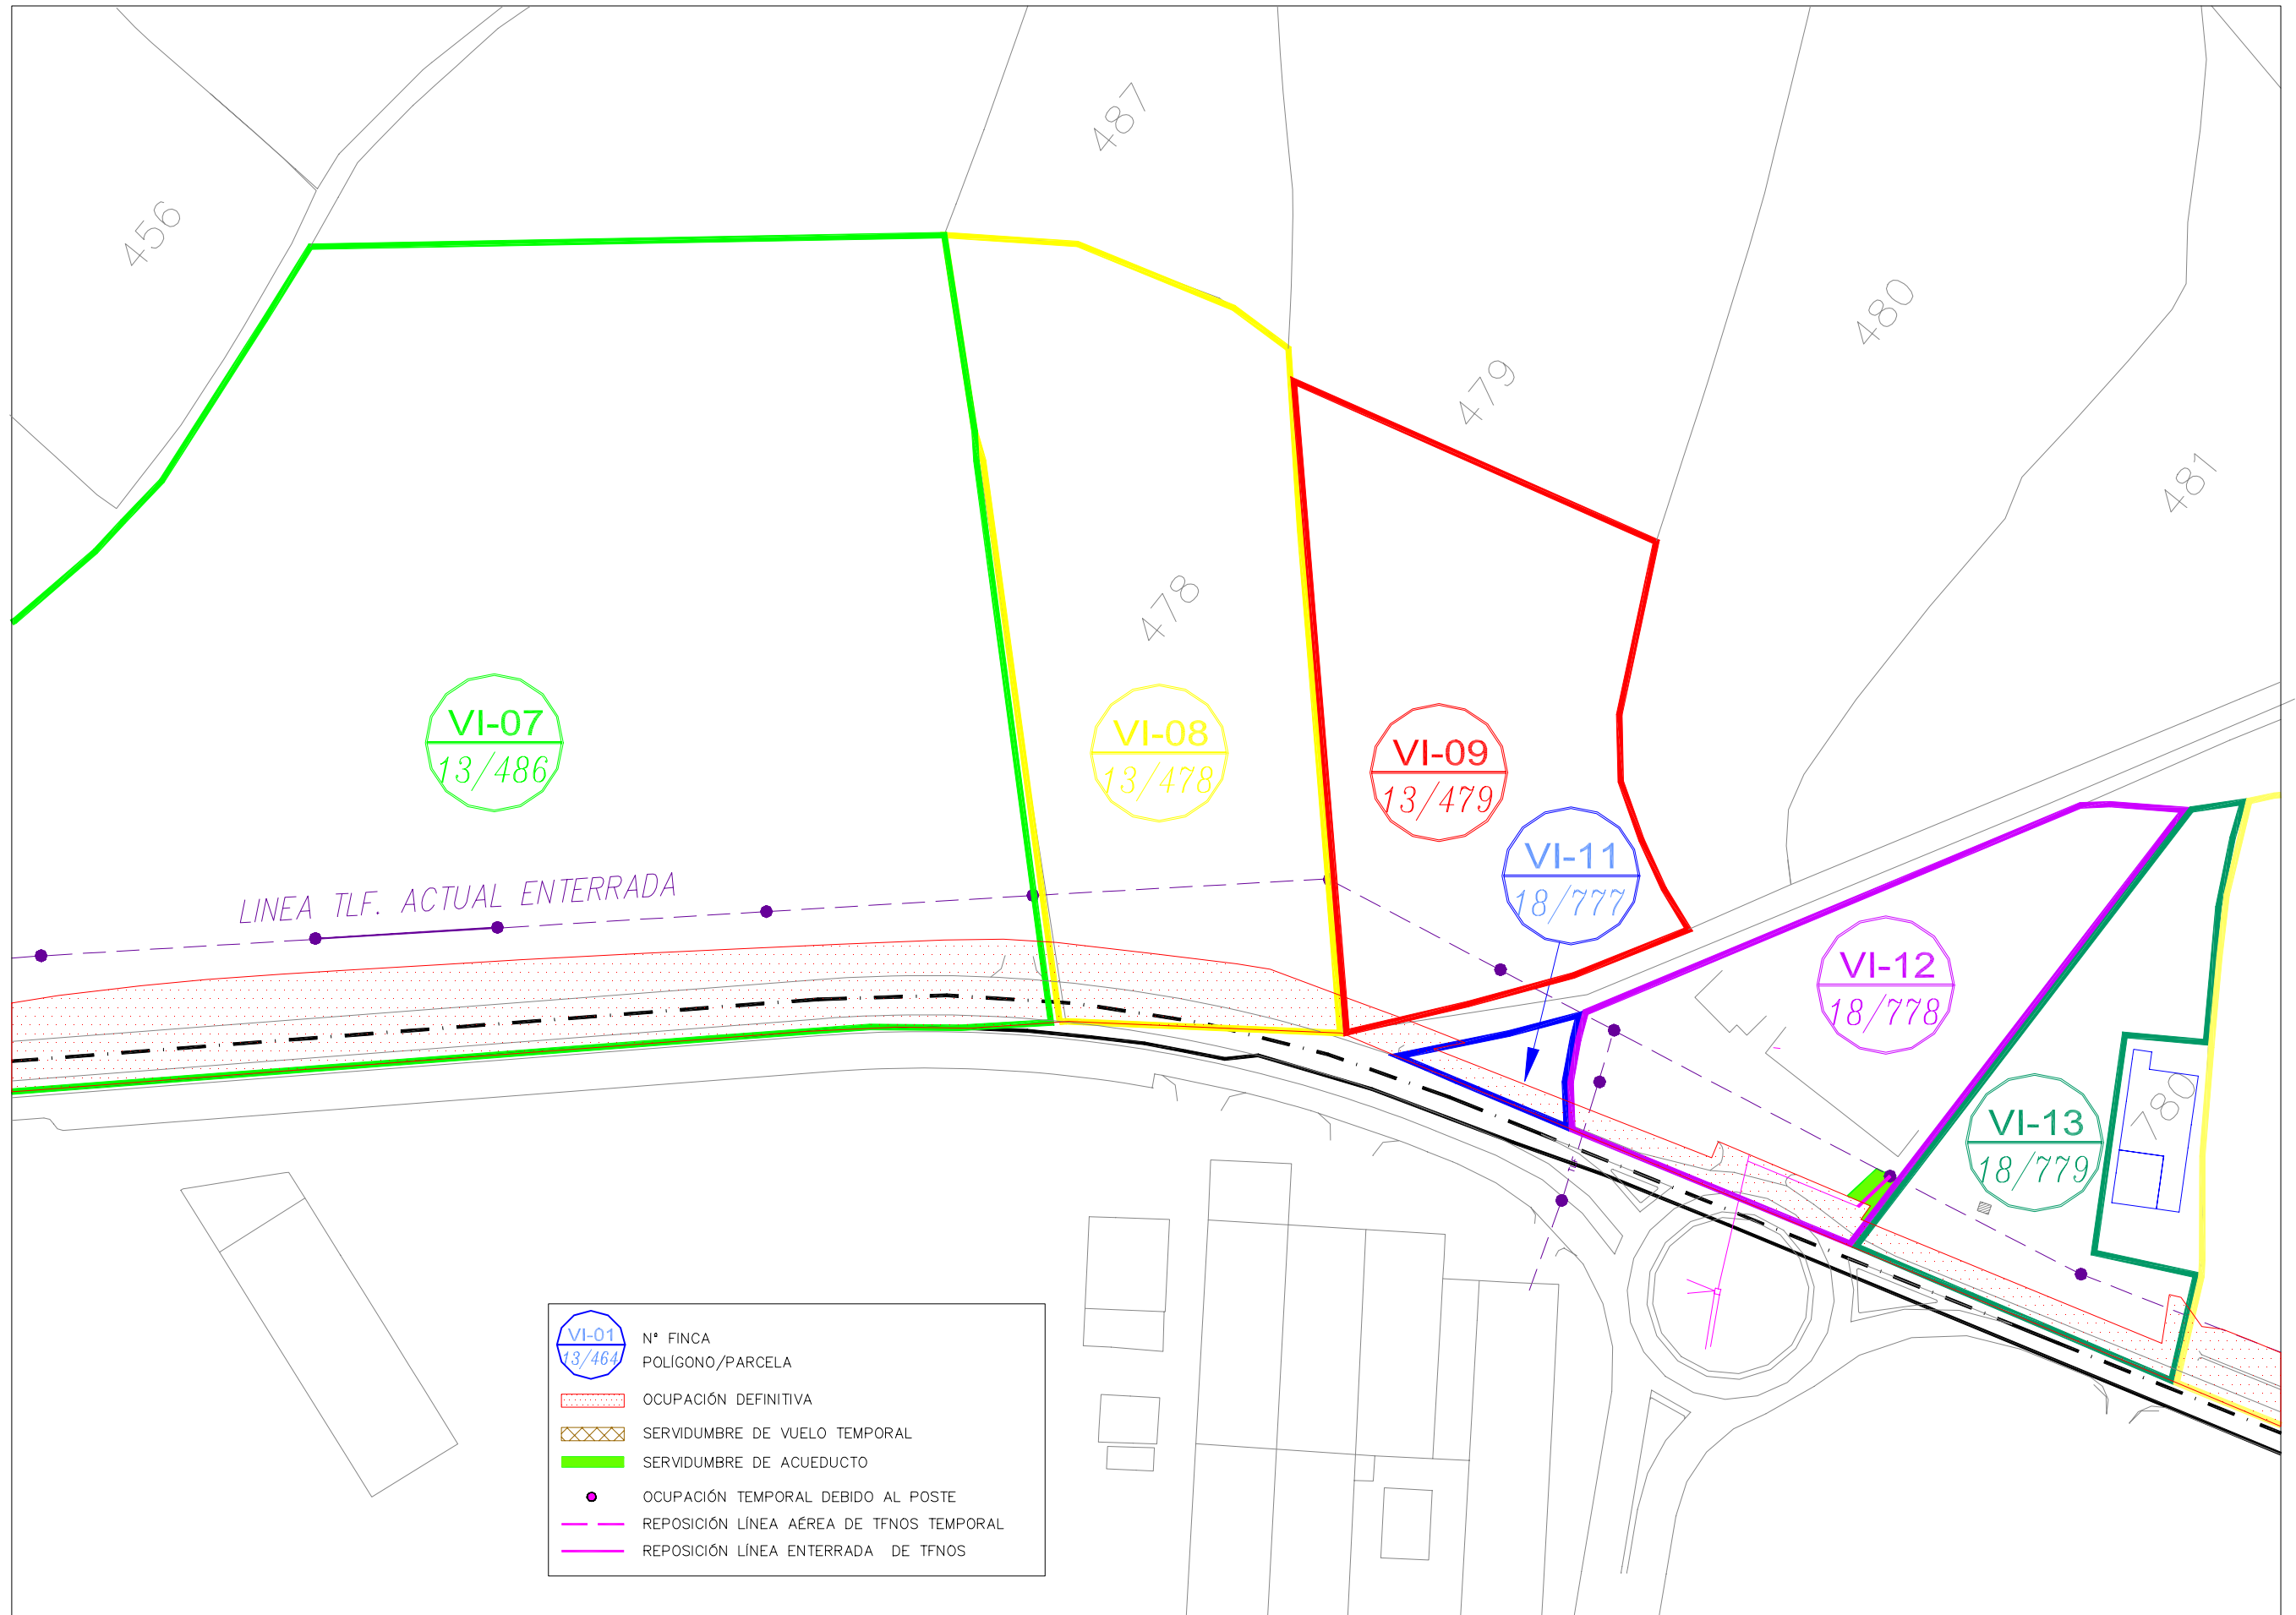 487
456
480
479
481
478
VI-07
13/486
VI-08
13/478
VI-09
13/479
VI-11
18/777
LINEA TLF. ACTUAL ENTERRADA
VI-12
18/778
780
VI-13
18/779
VI-01
13/464
Nº FINCA
POLÍGONO/PARCELA
OCUPACIÓN DEFINITIVA
SERVIDUMBRE DE VUELO TEMPORAL
SERVIDUMBRE DE ACUEDUCTO
OCUPACIÓN TEMPORAL DEBIDO AL POSTE
REPOSICIÓN LÍNEA AÉREA DE TFNOS TEMPORAL
REPOSICIÓN LÍNEA ENTERRADA DE TFNOS